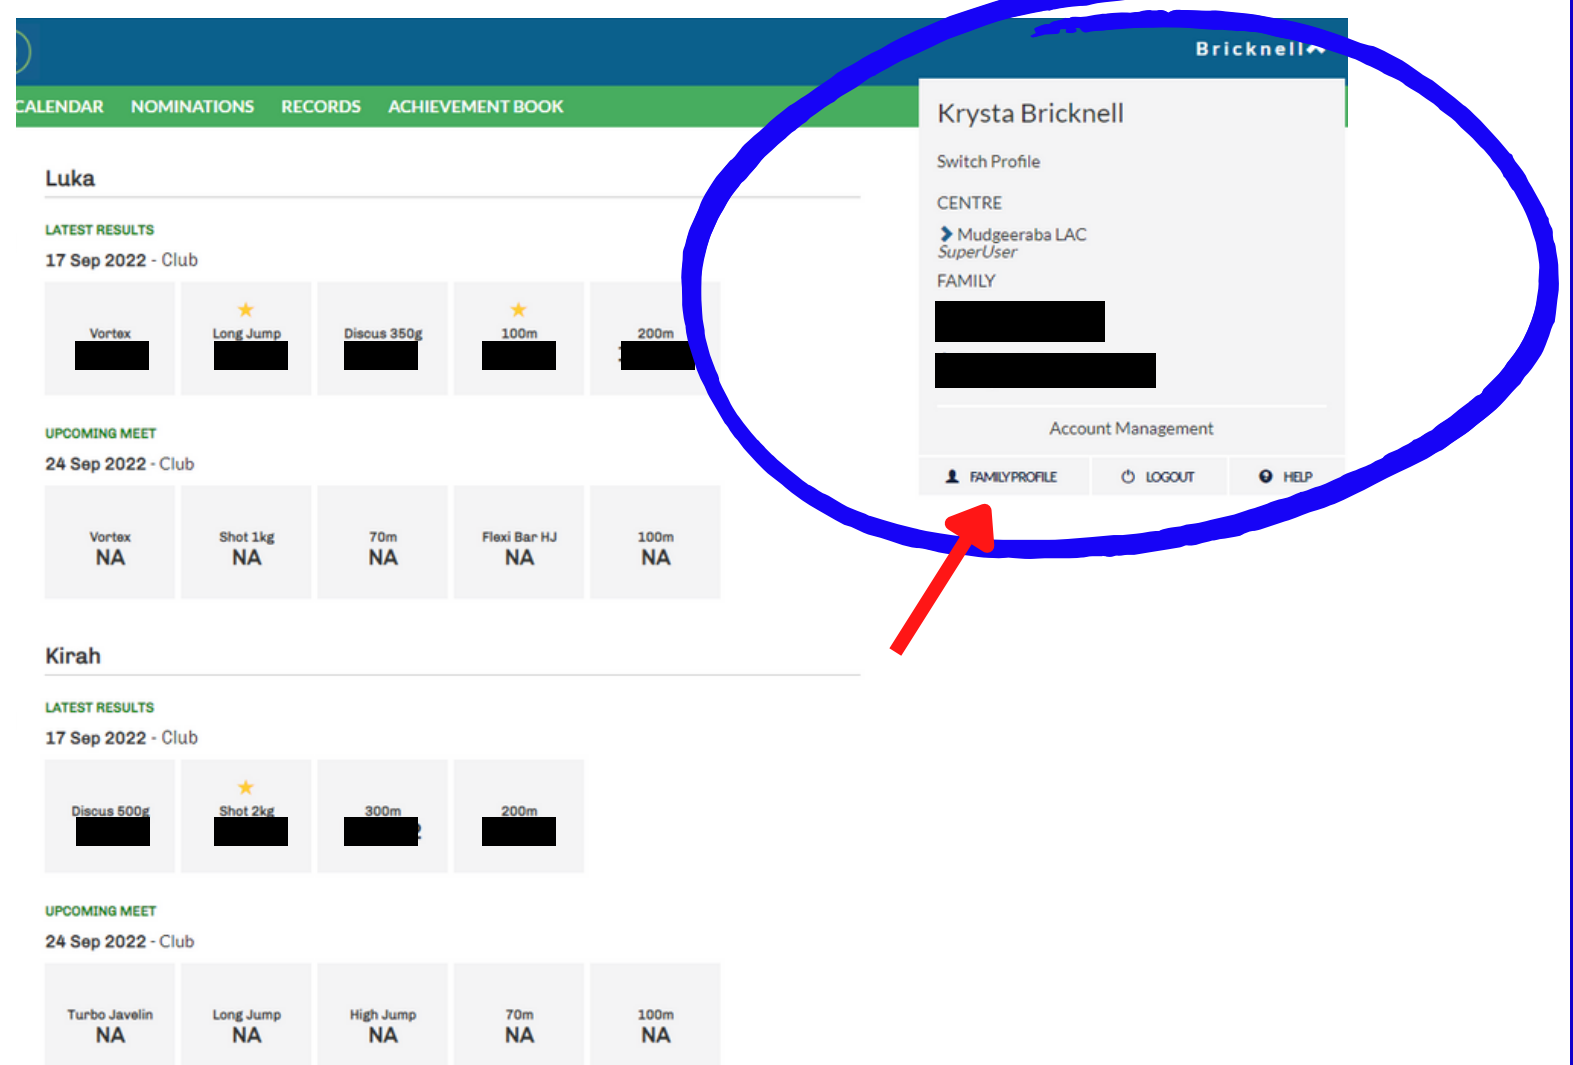 Bricknell
CALENDAR NOMINATIONS RECORDS ACHIEVEMENT BOOK
Krysta Bricknell
Switch Profile
CENTRE
Mudgeeraba LAC
SuperUser
FAMILY
Account Management
FAMILY PROFILE LOGOUT HELP
Luka
LATEST RESULTS
17 Sep 2022 - Club
Vortex Long Jump Discus 350g 100m 200m
UPCOMING MEET
24 Sep 2022 - Club
Vortex Shot 1kg 70m Flexi Bar HJ 100m
NA NA NA NA NA
Kirah
LATEST RESULTS
17 Sep 2022 - Club
Discus 500g Shot 2kg 300m 200m
UPCOMING MEET
24 Sep 2022 - Club
Turbo Javelin Long Jump High Jump 70m 100m
NA NA NA NA NA